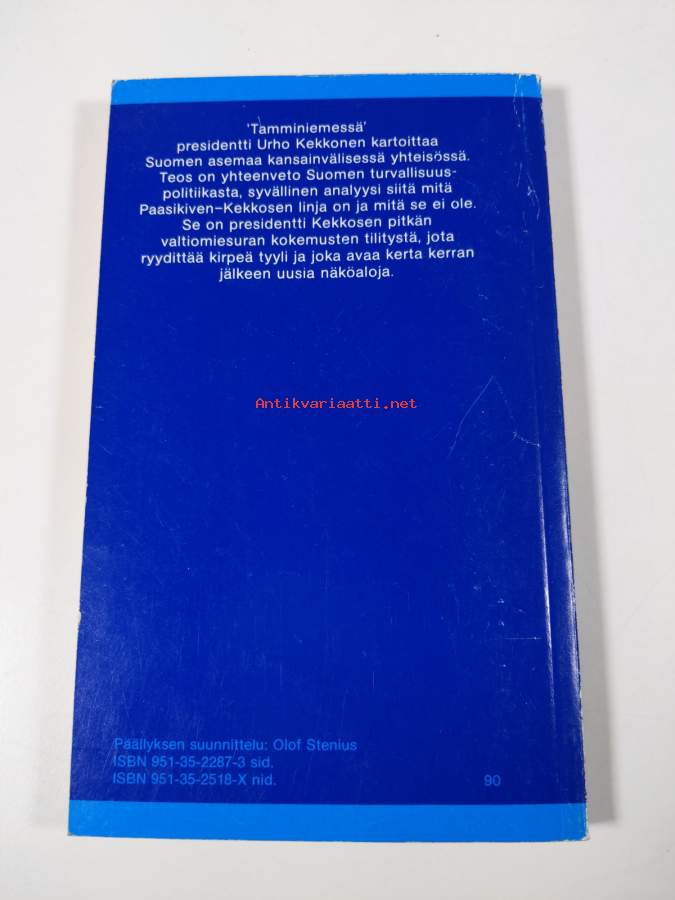 'Tamminiemessä'
presidentti Urho Kekkonen kartoittaa
Suomen asemaa kansainvälisessä yhteisössä.
Teos on yhteenveto Suomen turvallisuus-
politiikasta, syvällinen analyysi siitä mitä
Paasikiven–Kekkosen linja on ja mitä se ei ole.
Se on presidentti Kekkosen pitkän
valtiomiesuran kokemusten tilitystä, jota
ryydittää kirpeä tyyli ja joka avaa kerta kerran
jälkeen uusia näköaloja.
Antikvariaatti.net
Päällyksen suunnittelu: Olof Stenius
ISBN 951-35-2287-3 sid.
ISBN 951-35-2518-X nid.
90